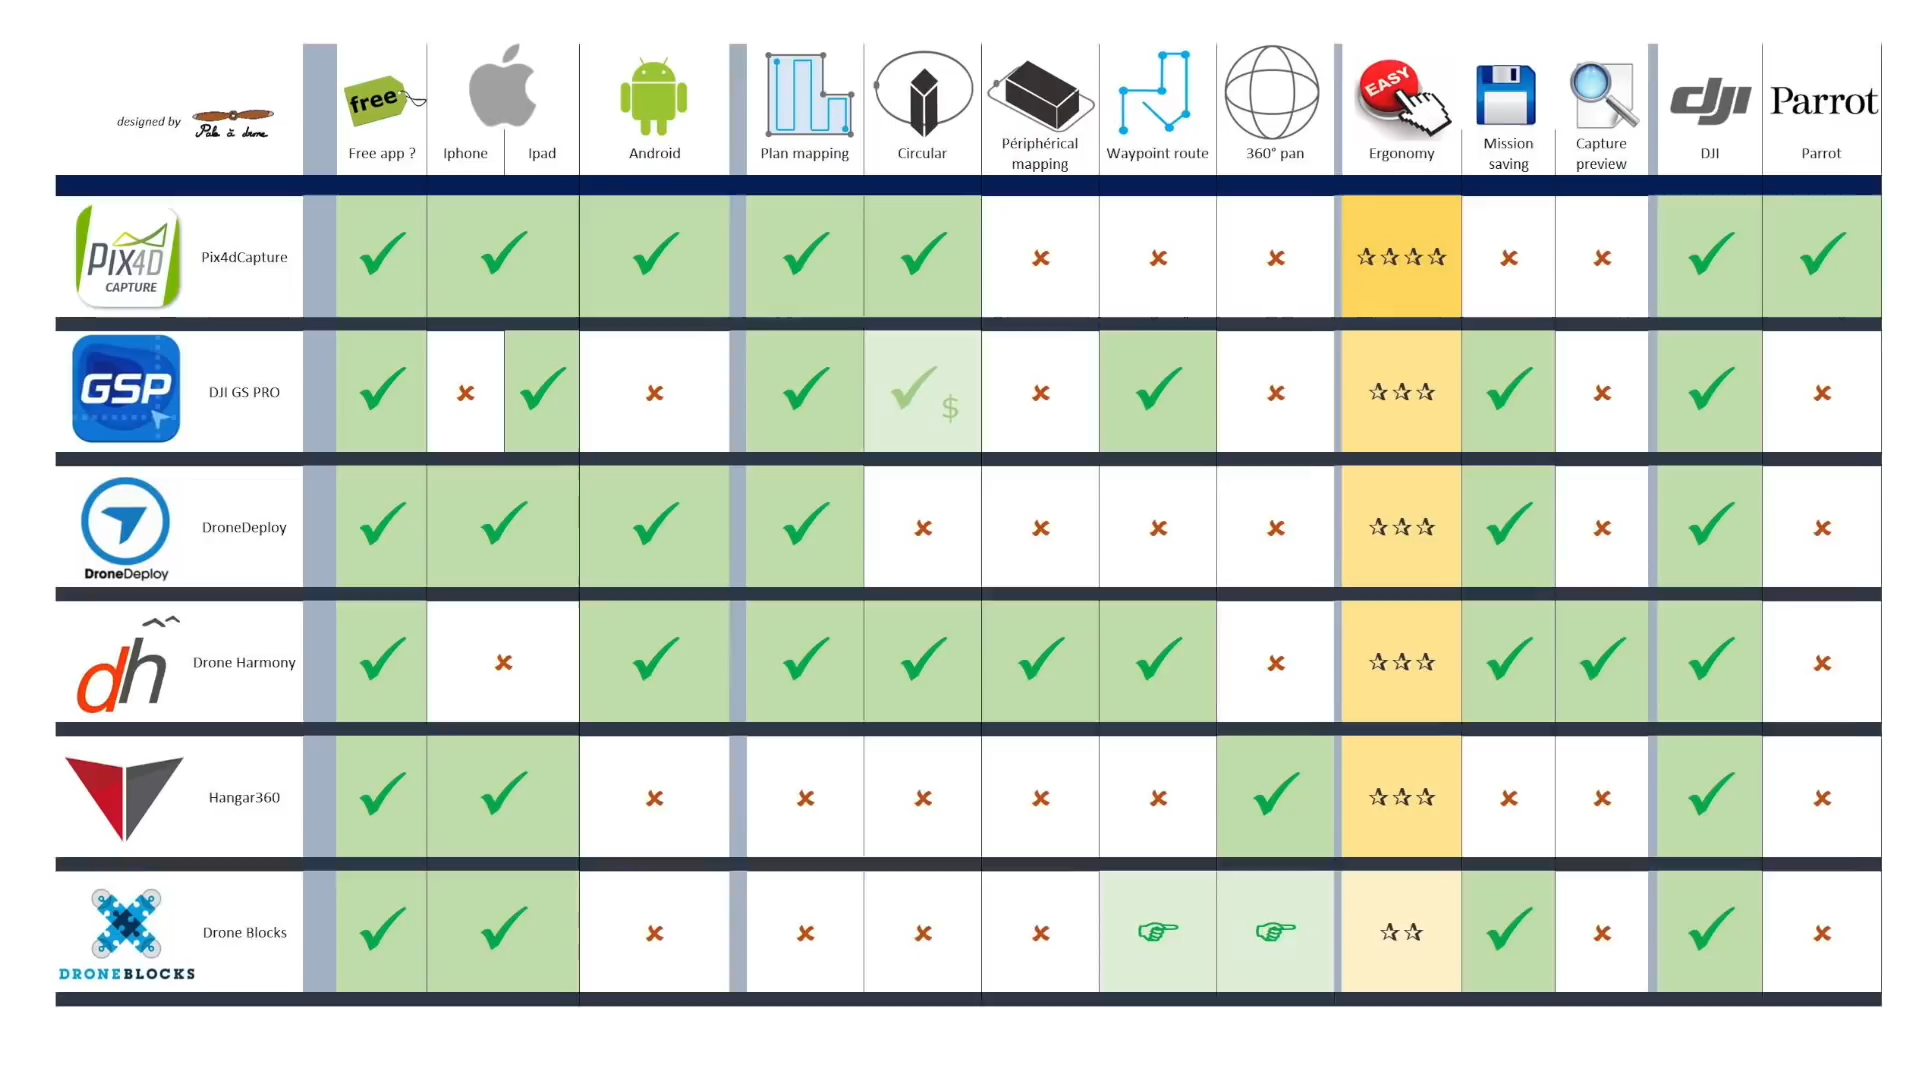 designed by Pale à drone
free
EASY
dji Parrot
Free app ? Iphone Ipad Android Plan mapping Circular Périphérical mapping Waypoint route 360° pan Ergonomy Mission saving Capture preview DJI Parrot
PIX4D
CAPTURE
Pix4dCapture
GSP
DJI GS PRO
$
DroneDeploy
DroneDeploy
dh
Drone Harmony
Hangar360
DRONEBLOCKS
Drone Blocks